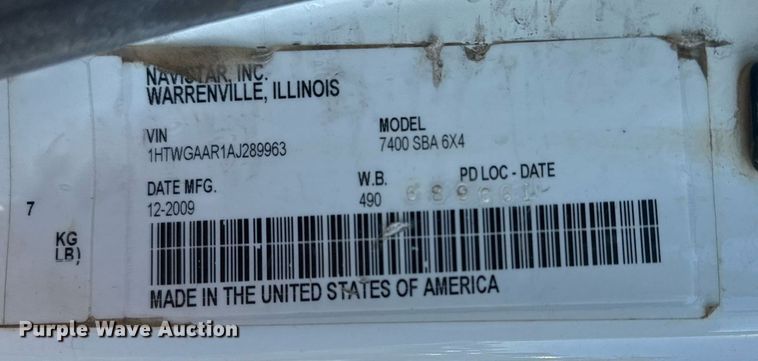 NAVISTAR, INC.
WARRENVILLE, ILLINOIS
VIN MODEL
1HTWGAAR1AJ289963 7400 SBA 6X4
DATE MFG. W.B. PD LOC - DATE
12-2009 490
7
KG
LB)
MADE IN THE UNITED STATES OF AMERICA
Purple Wave Auction